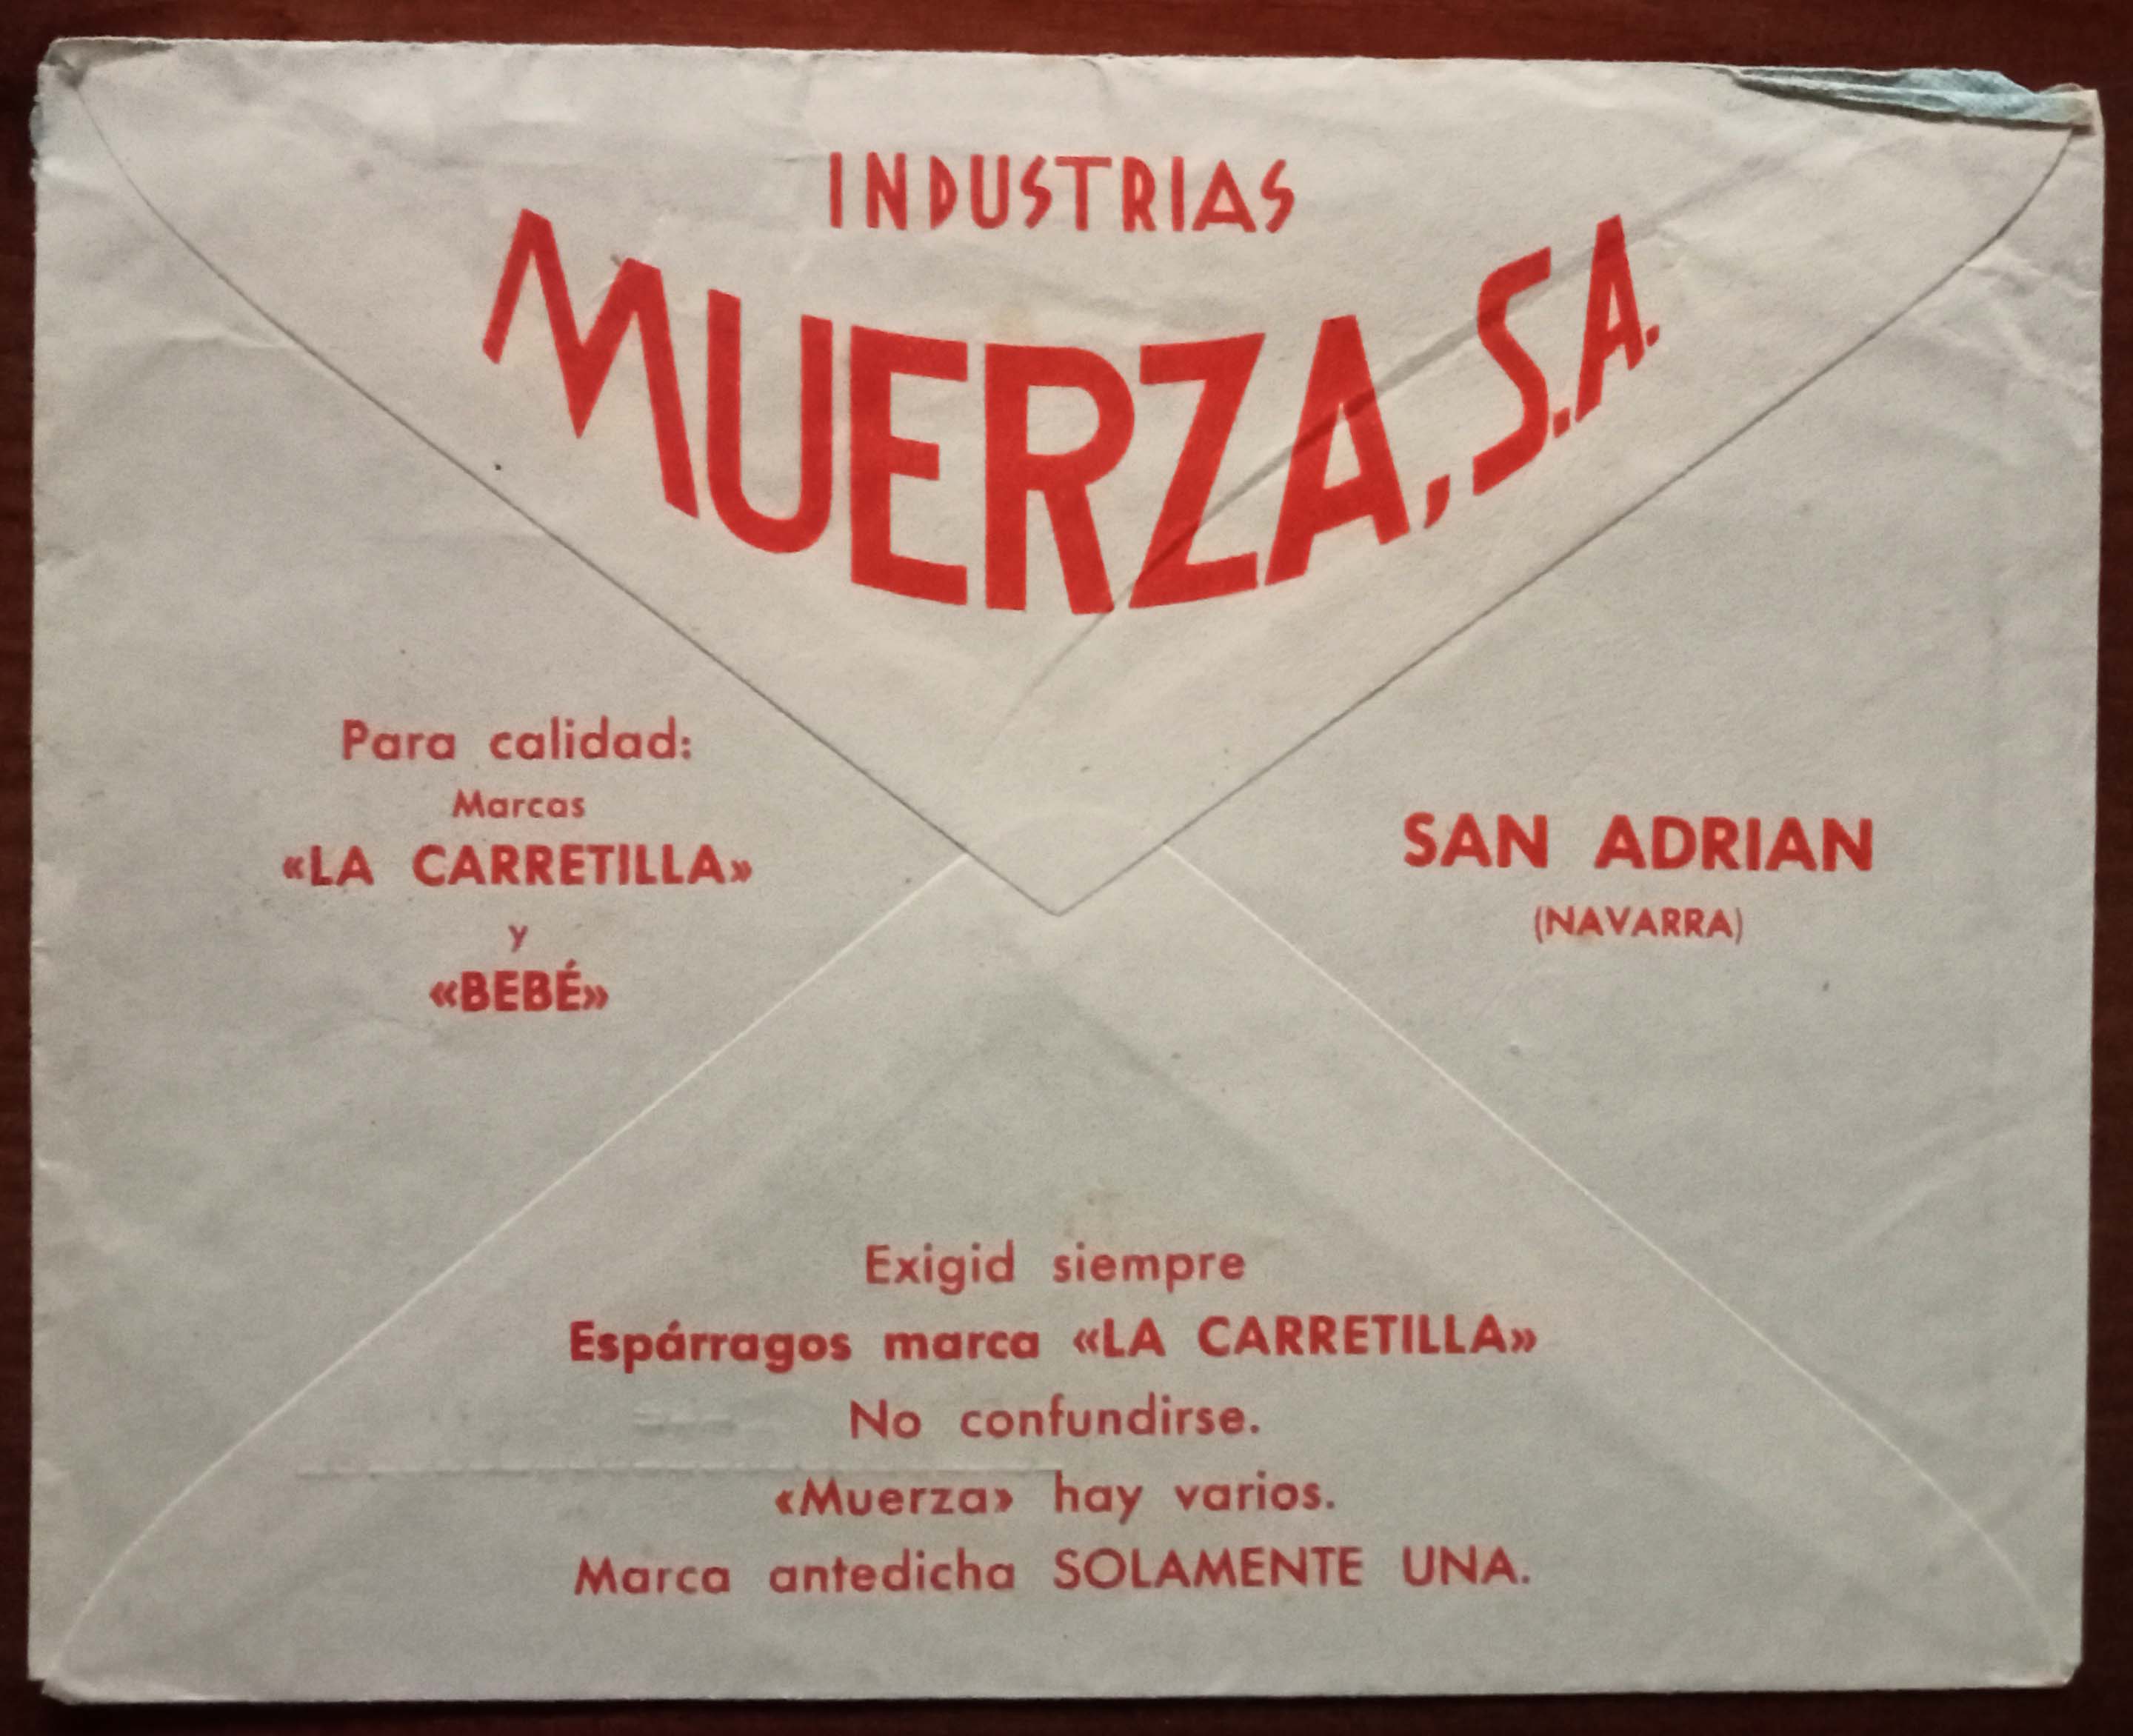 INDUSTRIAS
MUERZA, S.A.
Para calidad:
Marcas
«LA CARRETILLA»
y
«BEBÉ»
SAN ADRIAN
(NAVARRA)
Exigid siempre
Espárragos marca «LA CARRETILLA»
No confundirse.
«Muerza» hay varios.
Marca antedicha SOLAMENTE UNA.